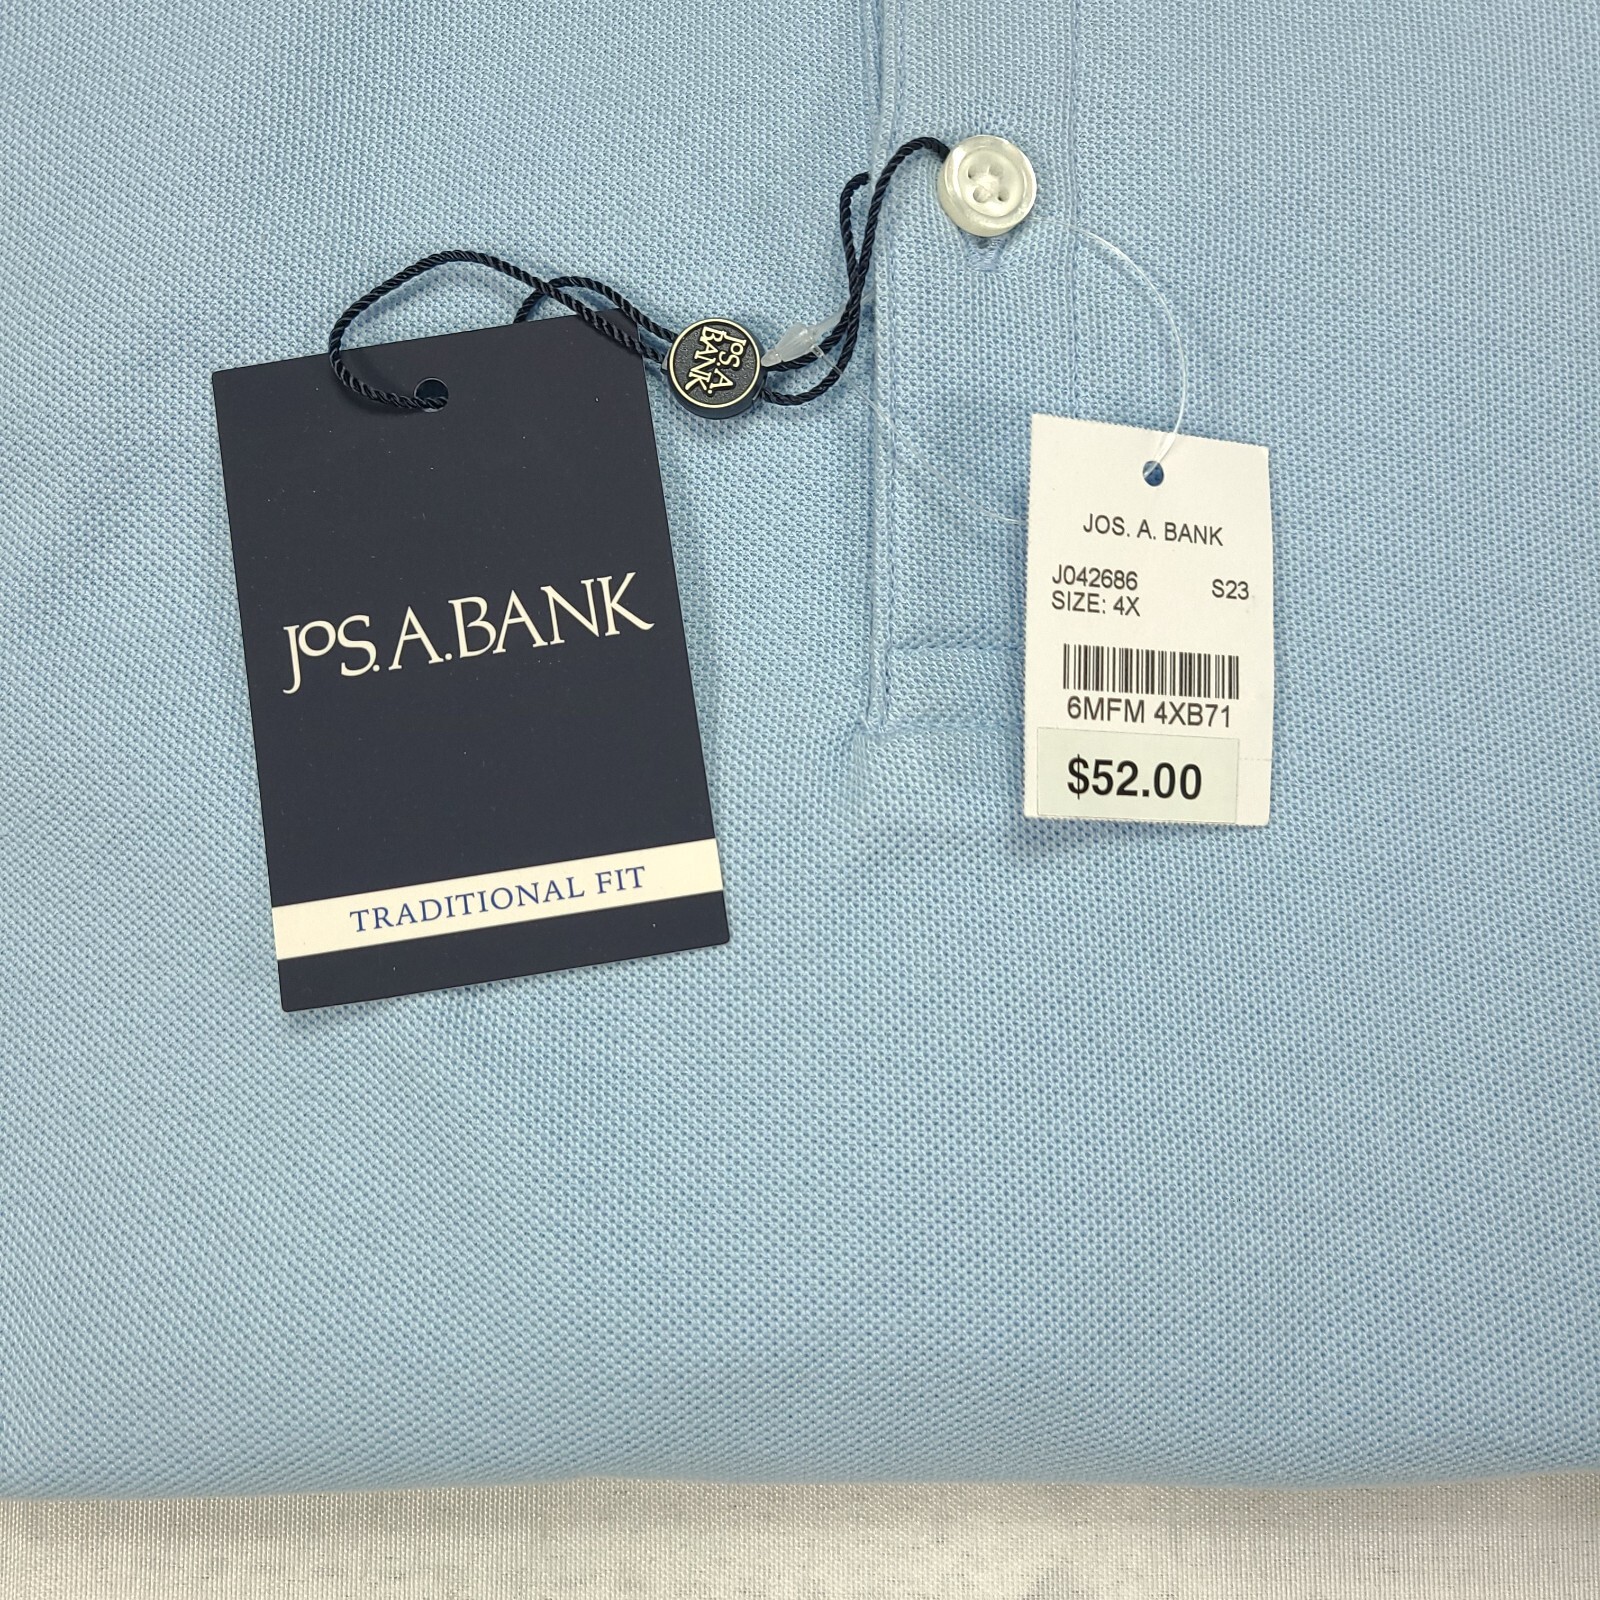 JOS. A. BANK
JOS. A. BANK
TRADITIONAL FIT
JOS. A. BANK
J042686 S23
SIZE: 4X
6MFM 4XB71
$52.00